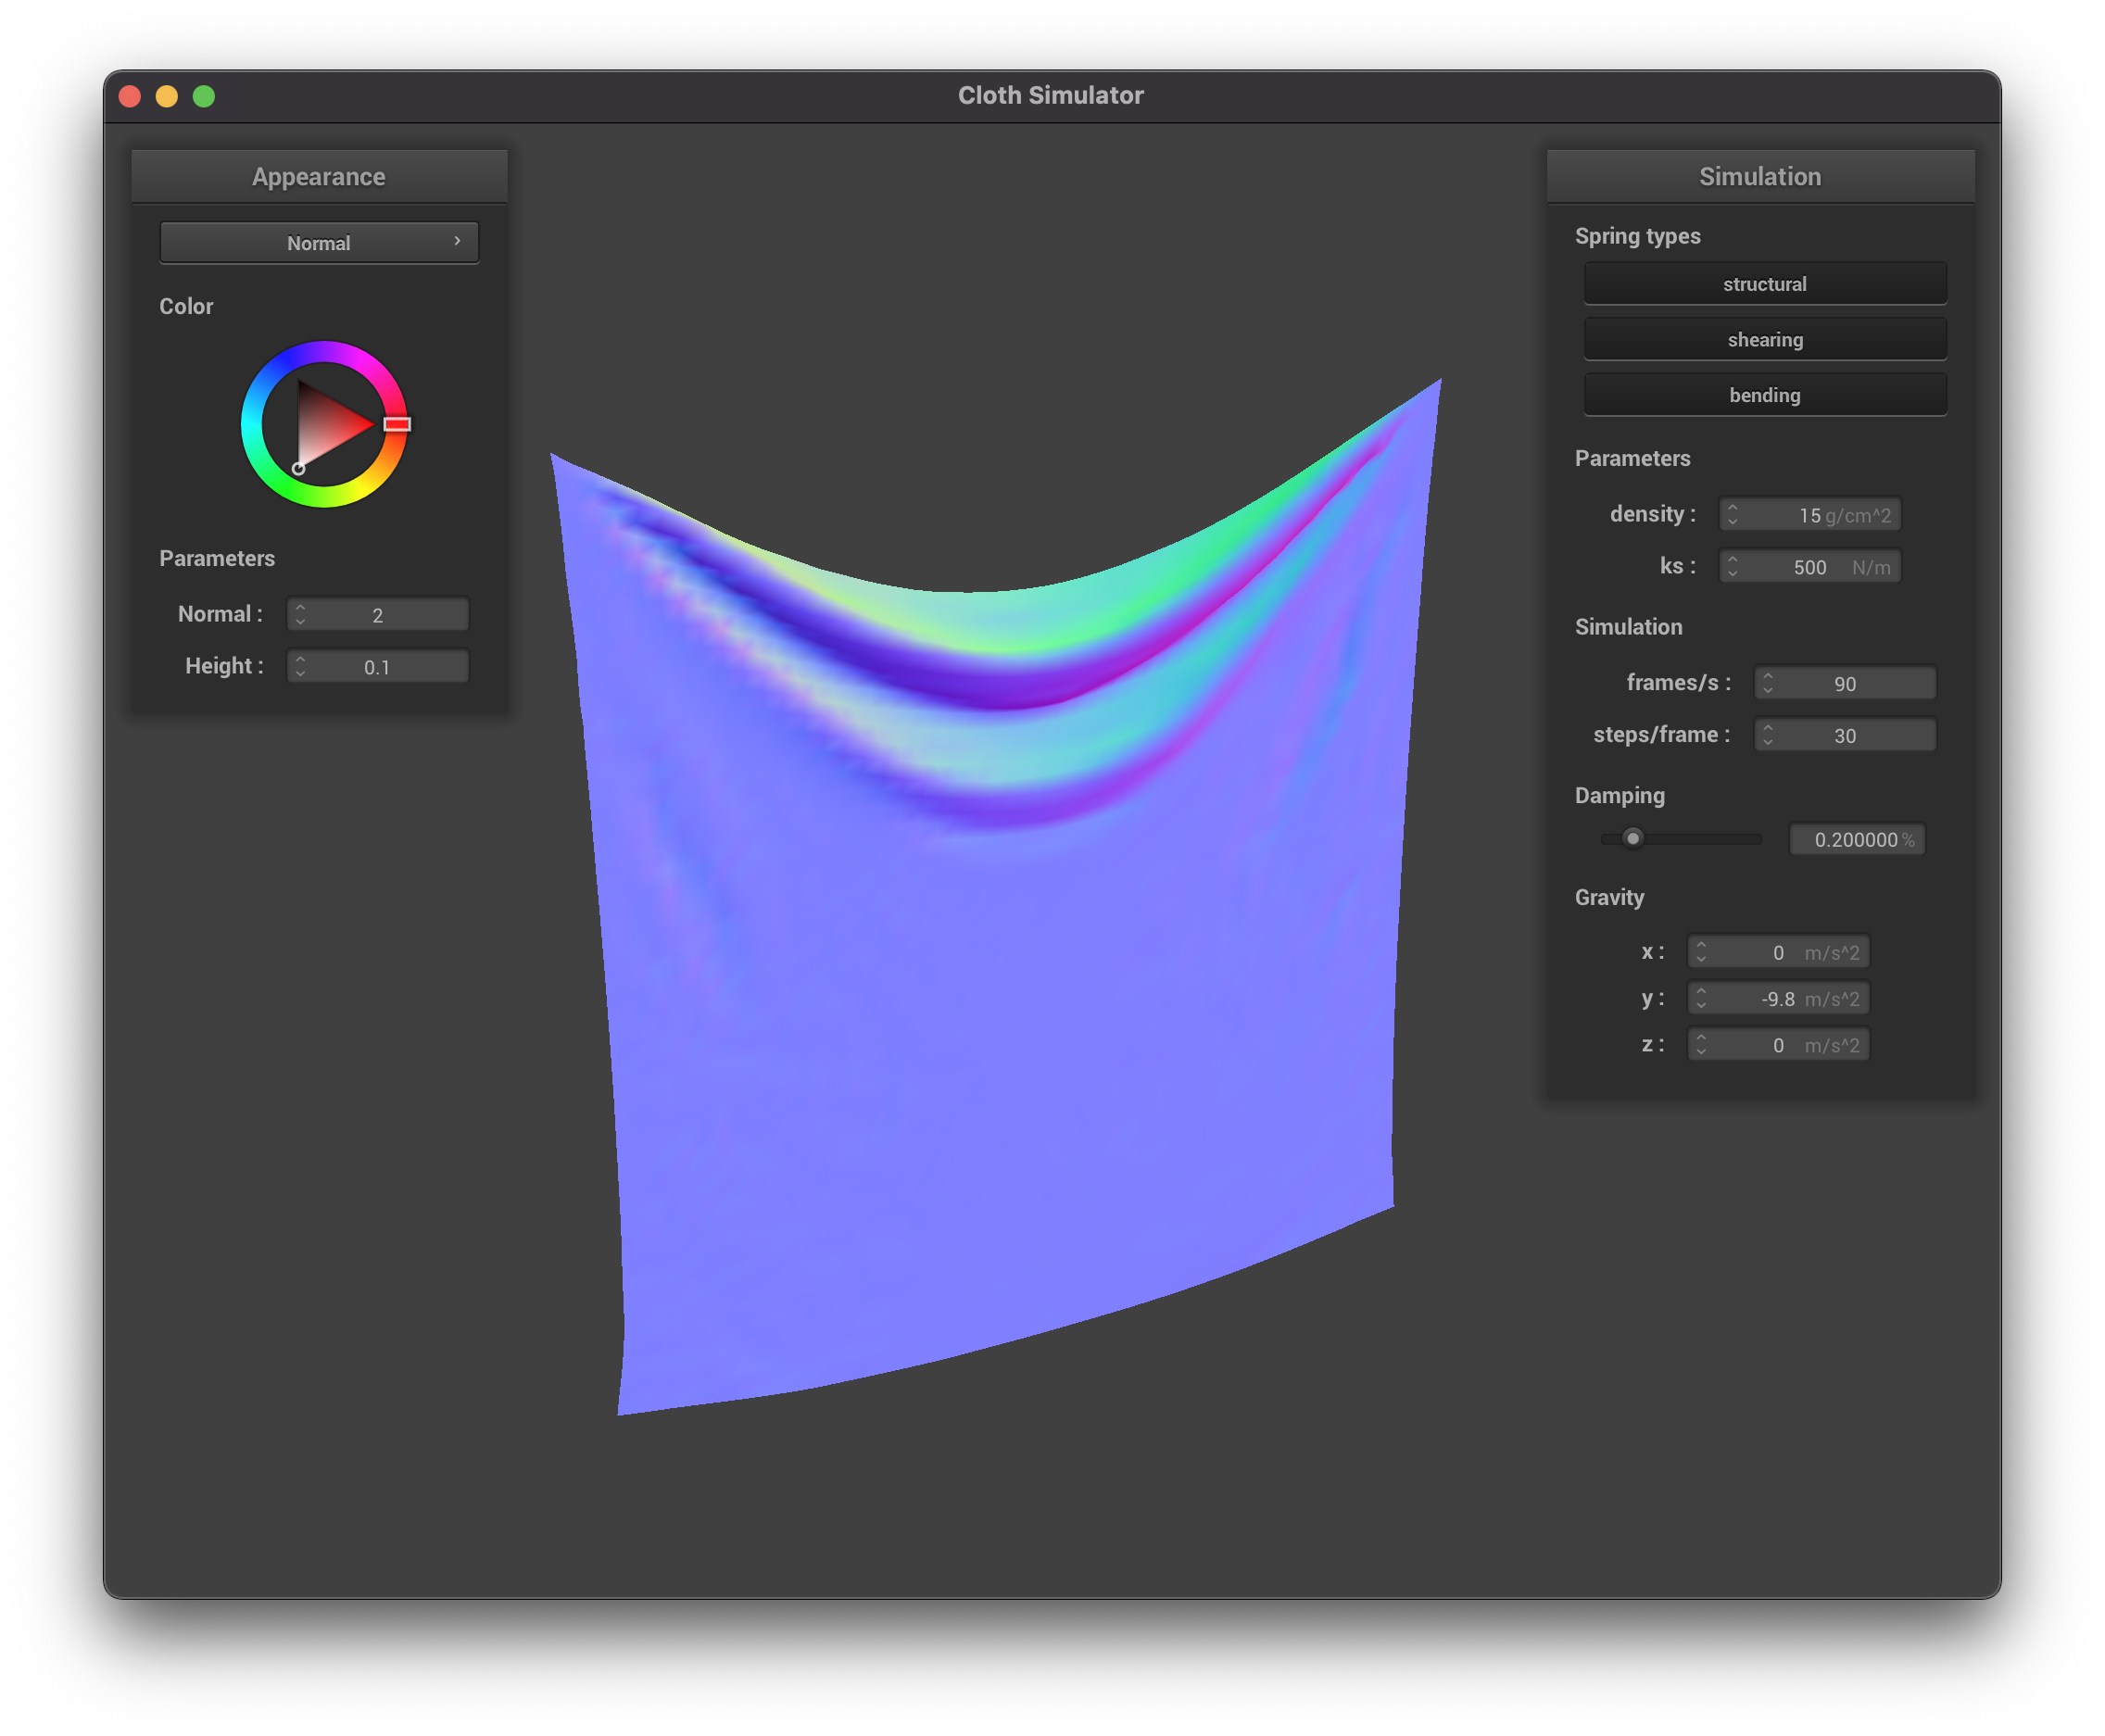 Cloth Simulator
Appearance
Normal
Color
Parameters
Normal : 2
Height : 0.1
Simulation
Spring types
structural
shearing
bending
Parameters
density : 15 g/cm^2
ks : 500 N/m
Simulation
frames/s : 90
steps/frame : 30
Damping
0.200000 %
Gravity
x : 0 m/s^2
y : -9.8 m/s^2
z : 0 m/s^2